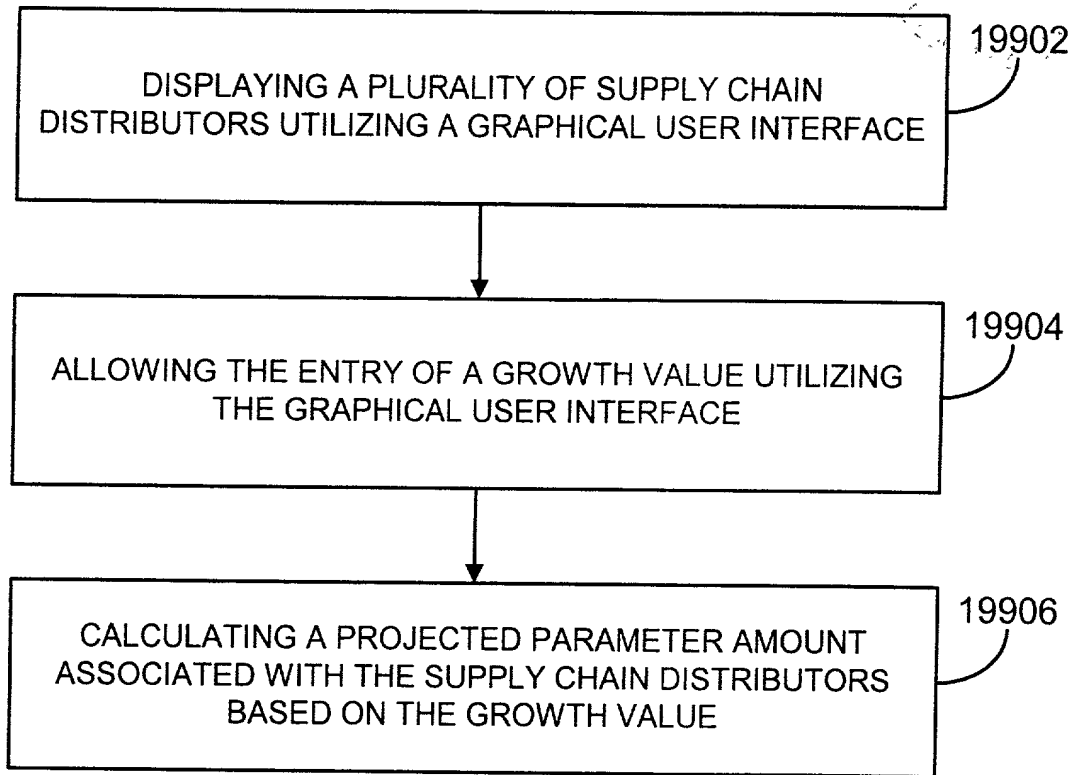 19902
DISPLAYING A PLURALITY OF SUPPLY CHAIN
DISTRIBUTORS UTILIZING A GRAPHICAL USER INTERFACE
19904
ALLOWING THE ENTRY OF A GROWTH VALUE UTILIZING
THE GRAPHICAL USER INTERFACE
19906
CALCULATING A PROJECTED PARAMETER AMOUNT
ASSOCIATED WITH THE SUPPLY CHAIN DISTRIBUTORS
BASED ON THE GROWTH VALUE